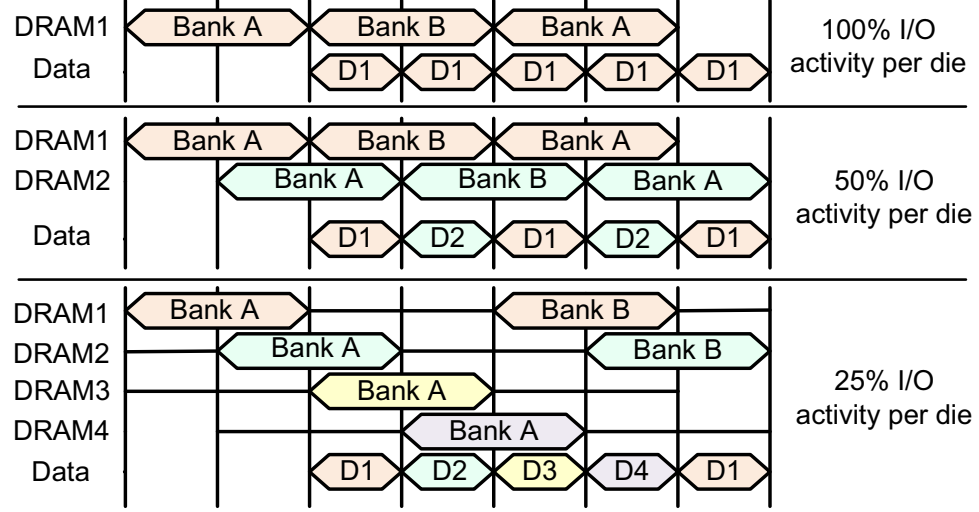 DRAM1 Bank A Bank B Bank A
Data D1 D1 D1 D1 D1
100% I/O
activity per die
DRAM1 Bank A Bank B Bank A
DRAM2 Bank A Bank B Bank A
Data D1 D2 D1 D2 D1
50% I/O
activity per die
DRAM1 Bank A Bank B
DRAM2 Bank A Bank B
DRAM3 Bank A
DRAM4 Bank A
Data D1 D2 D3 D4 D1
25% I/O
activity per die